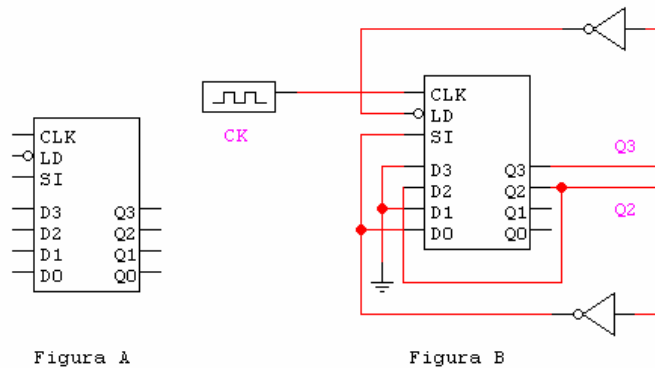 CLK
LD
SI
D3 Q3
D2 Q2
D1 Q1
D0 Q0
Figura A
CK
CLK
LD
SI
D3 Q3
D2 Q2
D1 Q1
D0 Q0
Q3
Q2
Figura B